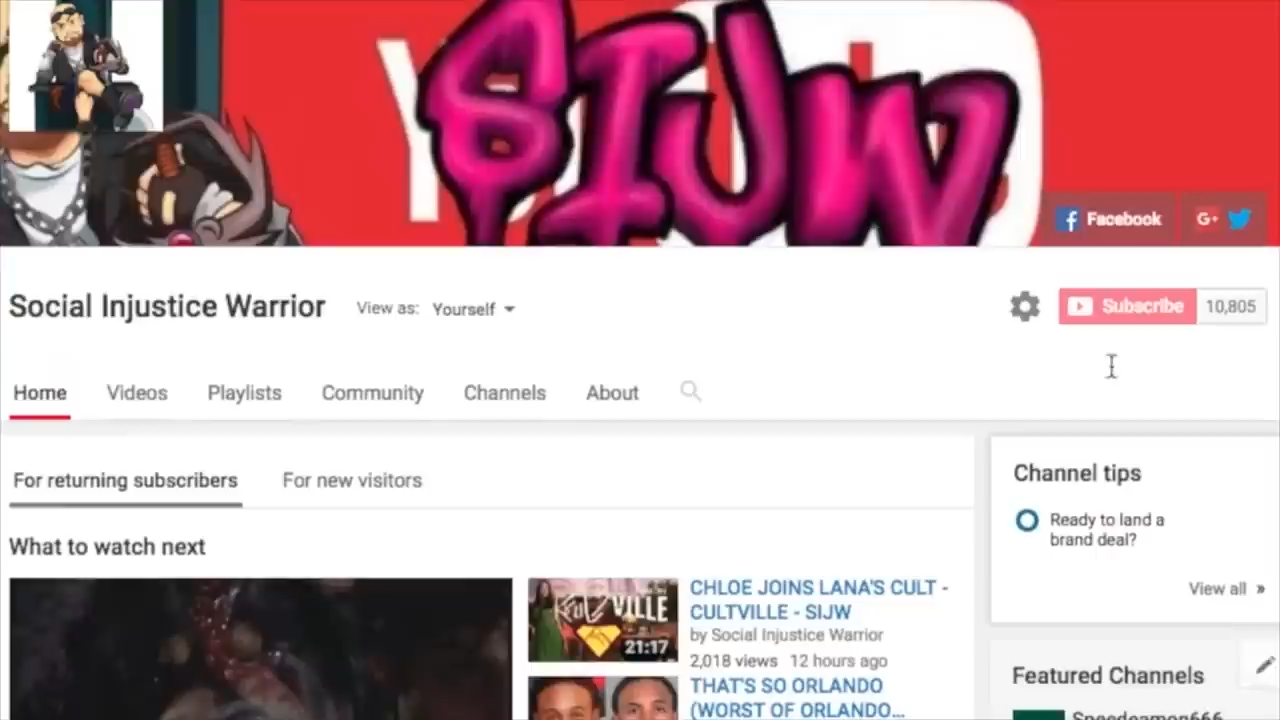 SIJW
Facebook
G+
Social Injustice Warrior
View as: Yourself
Subscribe 10,805
Home Videos Playlists Community Channels About
For returning subscribers For new visitors
What to watch next
KULTVILLE
21:17
CHLOE JOINS LANA'S CULT -
CULTVILLE - SIJW
by Social Injustice Warrior
2,018 views 12 hours ago
THAT'S SO ORLANDO
(WORST OF ORLANDO...
Channel tips
Ready to land a
brand deal?
View all »
Featured Channels
Speedeamon666